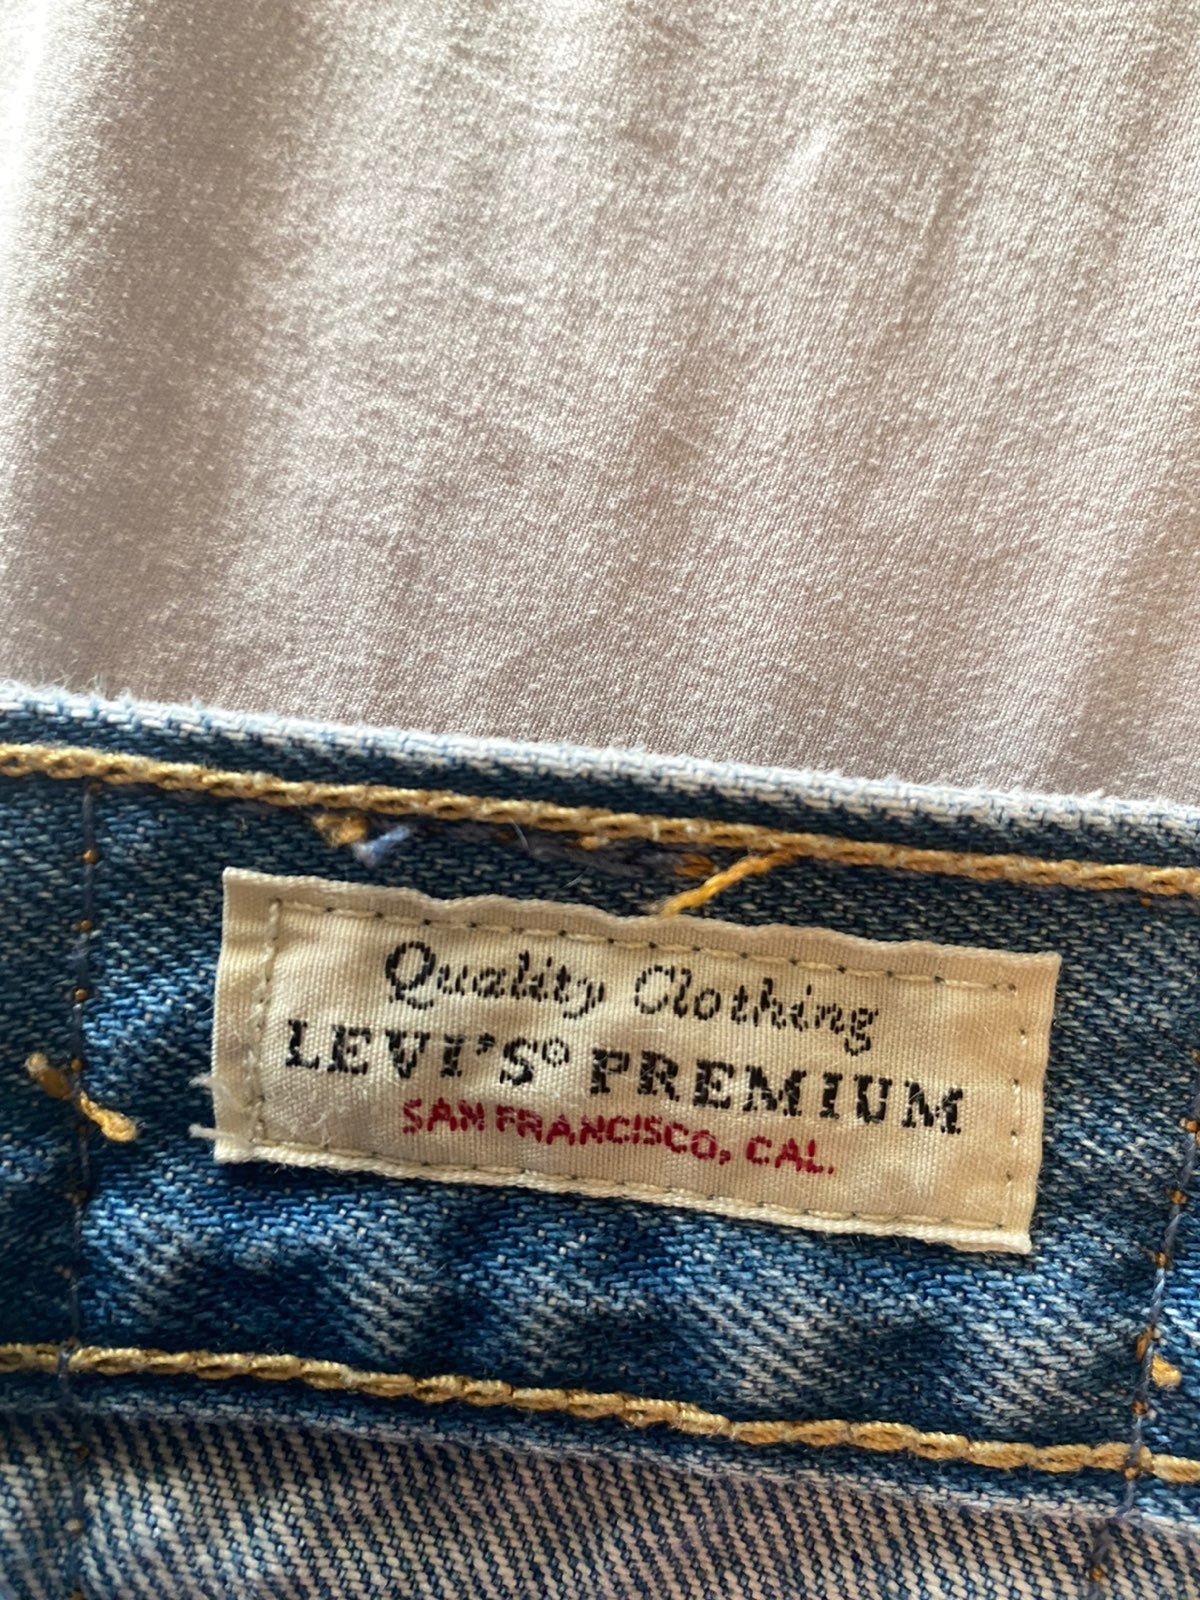 Quality Clothing
LEVI'S® PREMIUM
SAN FRANCISCO, CAL.